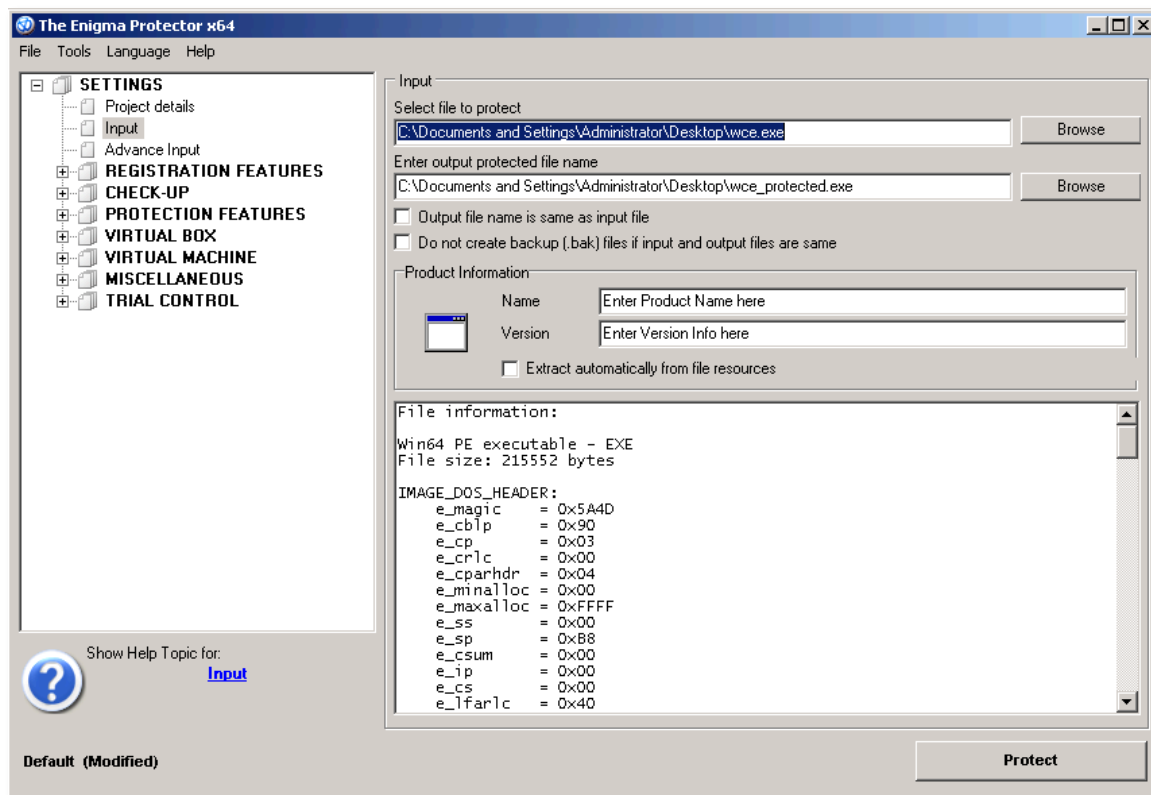 The Enigma Protector x64
File Tools Language Help
SETTINGS
Project details
Input
Advance Input
REGISTRATION FEATURES
CHECK-UP
PROTECTION FEATURES
VIRTUAL BOX
VIRTUAL MACHINE
MISCELLANEOUS
TRIAL CONTROL
Show Help Topic for:
Input
Default (Modified)
Input
Select file to protect
C:\Documents and Settings\Administrator\Desktop\wce.exe
Browse
Enter output protected file name
C:\Documents and Settings\Administrator\Desktop\wce_protected.exe
Browse
Output file name is same as input file
Do not create backup (.bak) files if input and output files are same
Product Information
Name
Enter Product Name here
Version
Enter Version Info here
Extract automatically from file resources
File information:
Win64 PE executable - EXE
File size: 215552 bytes
IMAGE_DOS_HEADER:
e_magic = 0x5A4D
e_cblp = 0x90
e_cp = 0x03
e_crlc = 0x00
e_cparhdr = 0x04
e_minalloc = 0x00
e_maxalloc = 0xFFFF
e_ss = 0x00
e_sp = 0xB8
e_csum = 0x00
e_ip = 0x00
e_cs = 0x00
e_lfarlc = 0x40
Protect